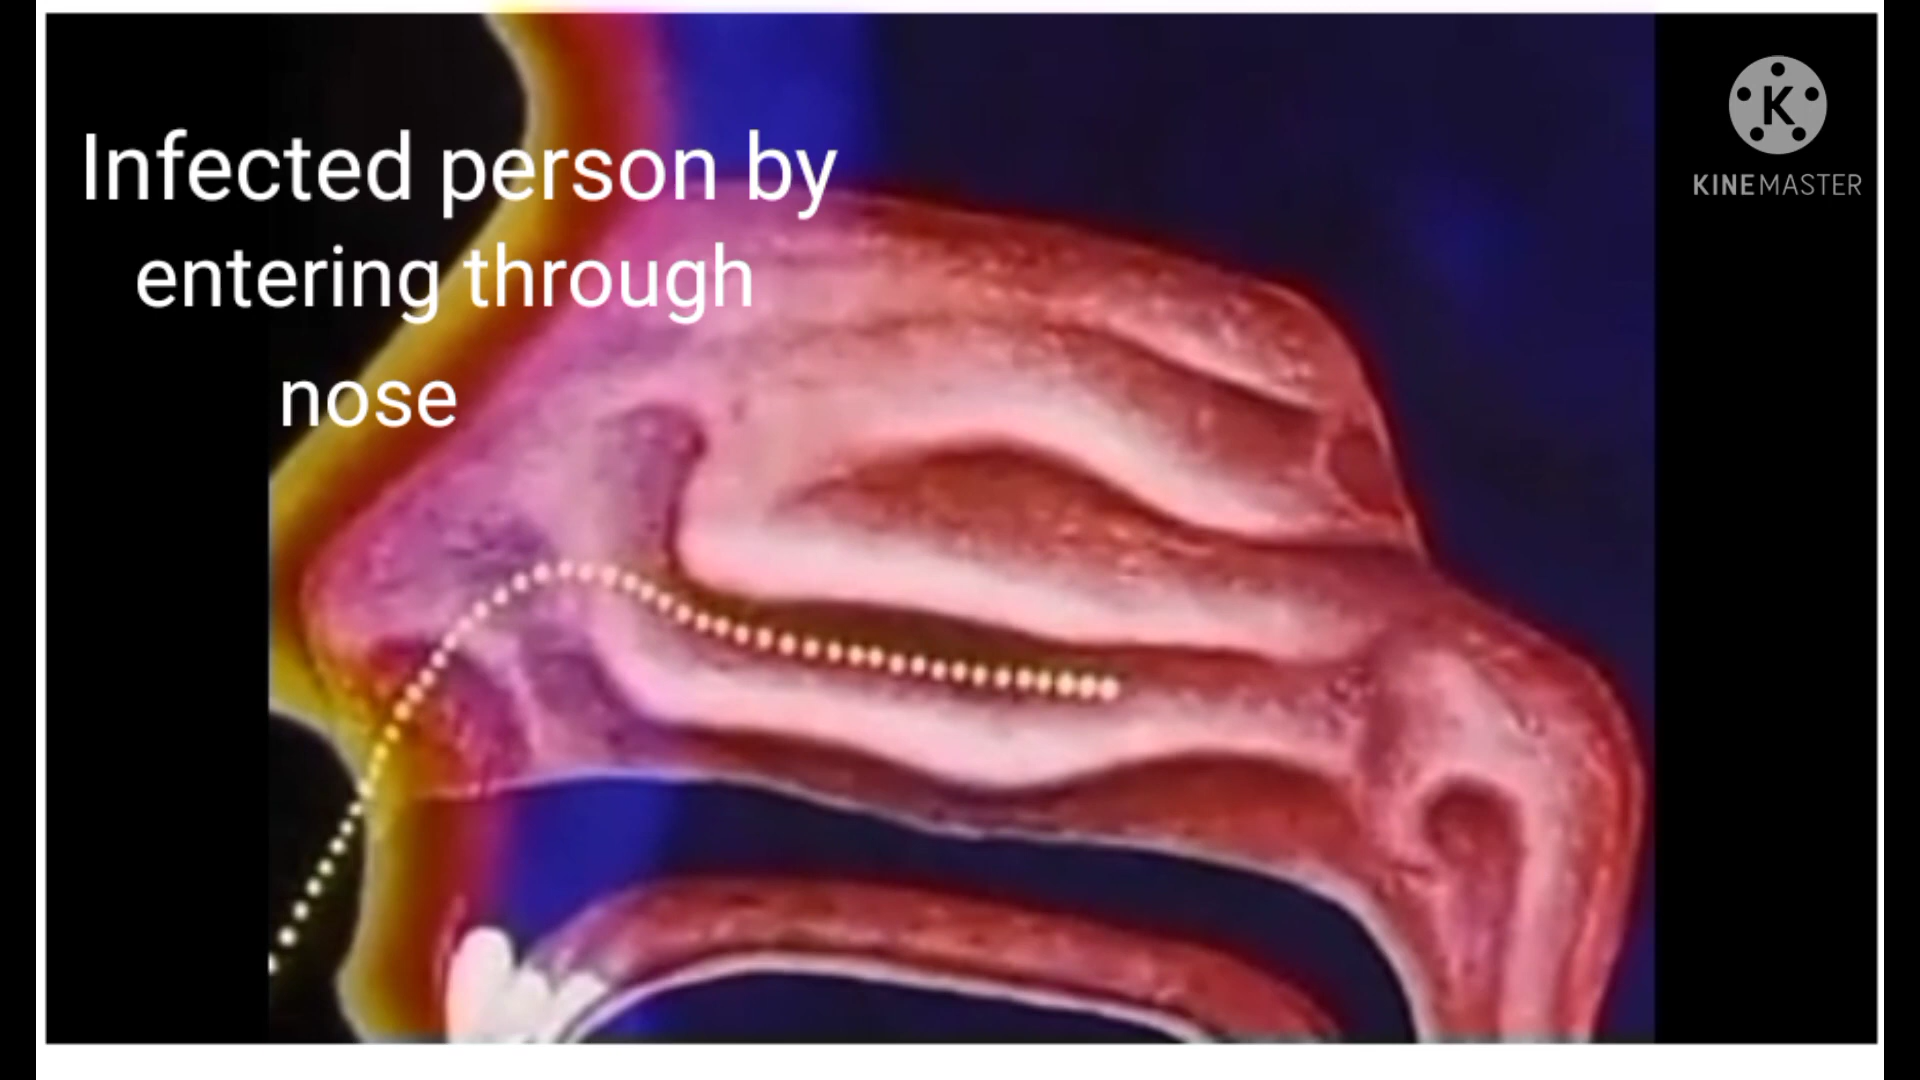 Infected person by
entering through
nose
K
KINEMASTER